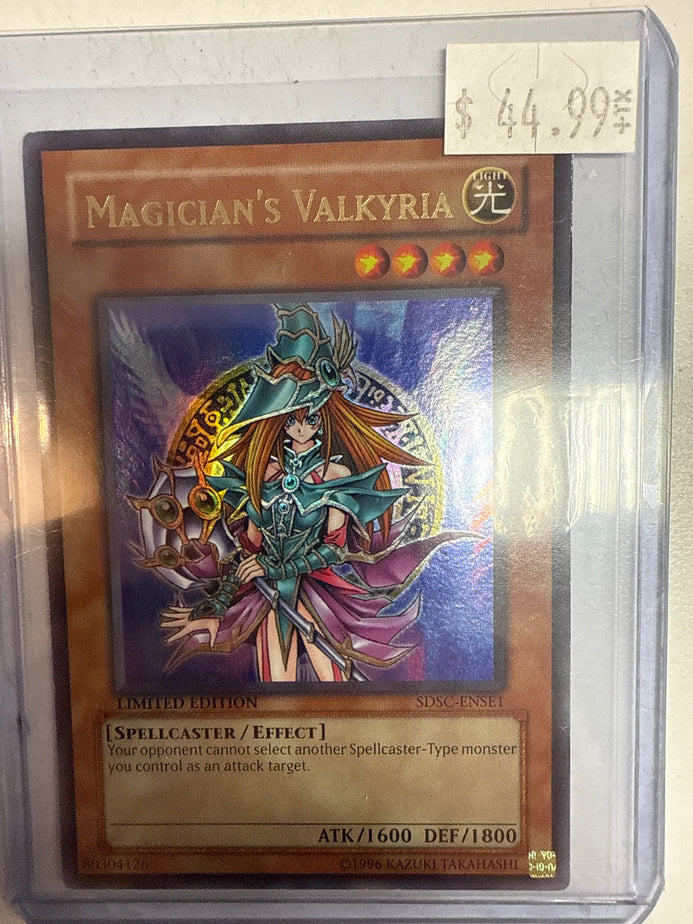 $ 44.99
MAGICIAN'S VALKYRIA
LIGHT
光
LIMITED EDITION
SDSC-ENSE1
[SPELLCASTER / EFFECT]
Your opponent cannot select another Spellcaster-Type monster
you control as an attack target.
ATK/1600 DEF/1800
80304126
©1996 KAZUKI TAKAHASHI